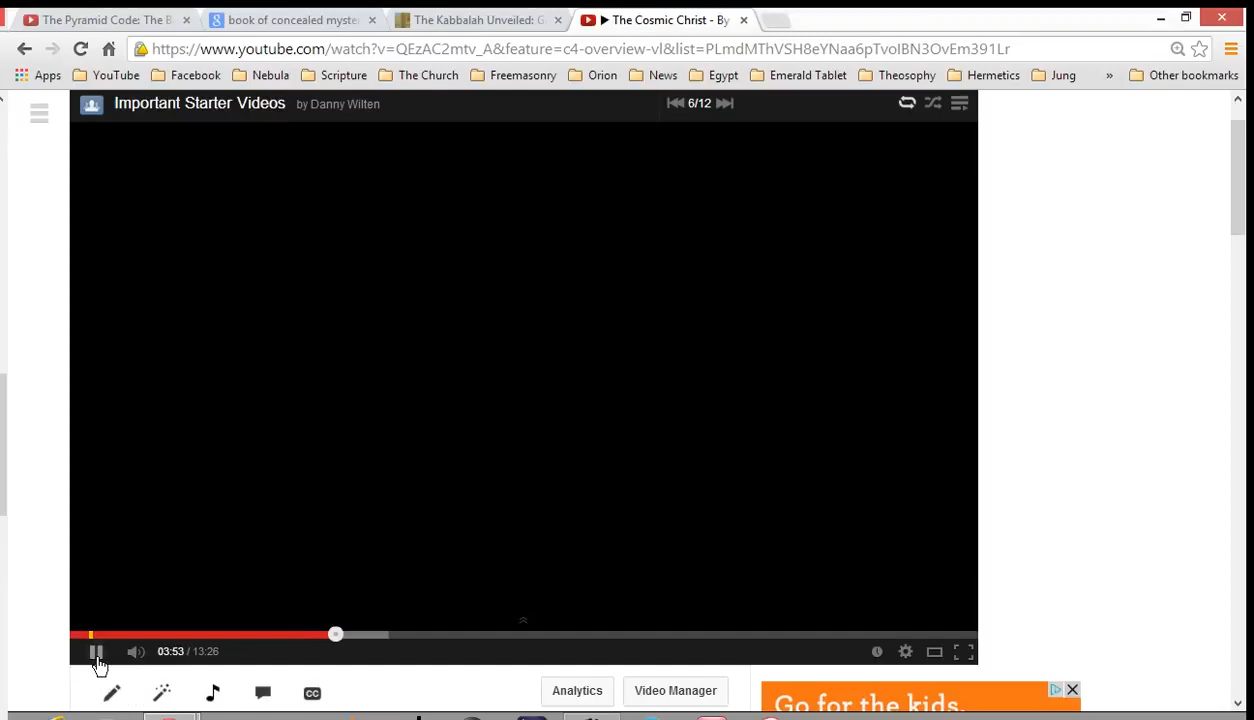 The Pyramid Code: The B
book of concealed myste
The Kabbalah Unveiled: G
▶ The Cosmic Christ - By
https://www.youtube.com/watch?v=QEzAC2mtv_A&feature=c4-overview-vl&list=PLmdMThVSH8eYNaa6pTvoIBN3OvEm391Lr
Apps YouTube Facebook Nebula Scripture The Church Freemasonry Orion News Egypt Emerald Tablet Theosophy Hermetics Jung » Other bookmarks
Important Starter Videos by Danny Wilten 6/12
03:53 / 13:26
CC Analytics Video Manager
Go for the kids.